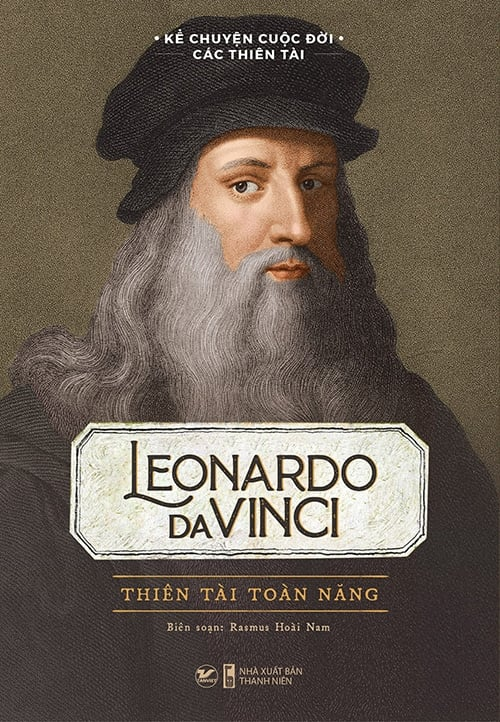 • KỂ CHUYỆN CUỘC ĐỜI •
CÁC THIÊN TÀI
LEONARDO
DA VINCI
THIÊN TÀI TOÀN NĂNG
Biên soạn: Rasmus Hoài Nam
TANVIET
NHÀ XUẤT BẢN
THANH NIÊN